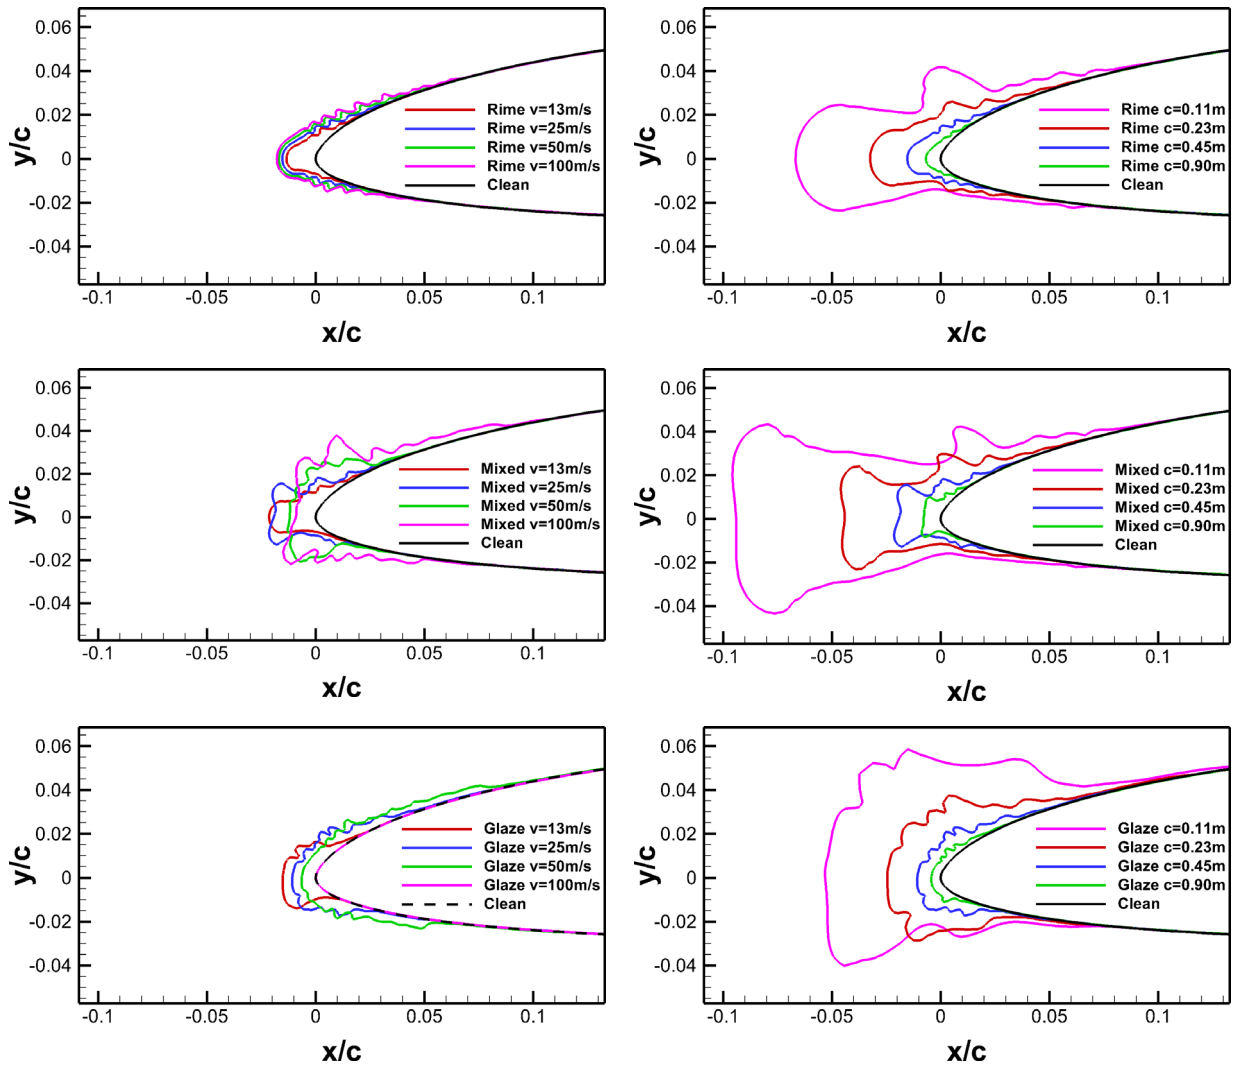 0.06
0.04
0.02
0
-0.02
-0.04
y/c
Rime v=13m/s
Rime v=25m/s
Rime v=50m/s
Rime v=100m/s
Clean
-0.1
-0.05
0
0.05
0.1
x/c
0.06
0.04
0.02
0
-0.02
-0.04
y/c
Rime c=0.11m
Rime c=0.23m
Rime c=0.45m
Rime c=0.90m
Clean
-0.1
-0.05
0
0.05
0.1
x/c
0.06
0.04
0.02
0
-0.02
-0.04
y/c
Mixed v=13m/s
Mixed v=25m/s
Mixed v=50m/s
Mixed v=100m/s
Clean
-0.1
-0.05
0
0.05
0.1
x/c
0.06
0.04
0.02
0
-0.02
-0.04
y/c
Mixed c=0.11m
Mixed c=0.23m
Mixed c=0.45m
Mixed c=0.90m
Clean
-0.1
-0.05
0
0.05
0.1
x/c
0.06
0.04
0.02
0
-0.02
-0.04
y/c
Glaze v=13m/s
Glaze v=25m/s
Glaze v=50m/s
Glaze v=100m/s
Clean
-0.1
-0.05
0
0.05
0.1
x/c
0.06
0.04
0.02
0
-0.02
-0.04
y/c
Glaze c=0.11m
Glaze c=0.23m
Glaze c=0.45m
Glaze c=0.90m
Clean
-0.1
-0.05
0
0.05
0.1
x/c